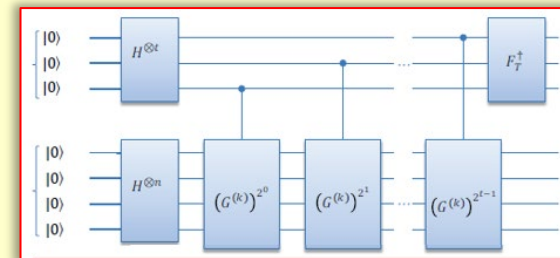 |0⟩
|0⟩ H^{⊗t} ... F_T^†
|0⟩
|0⟩
|0⟩ H^{⊗n} (G^{(k)})^{2^0} (G^{(k)})^{2^1} ... (G^{(k)})^{2^{t-1}}
|0⟩
|0⟩